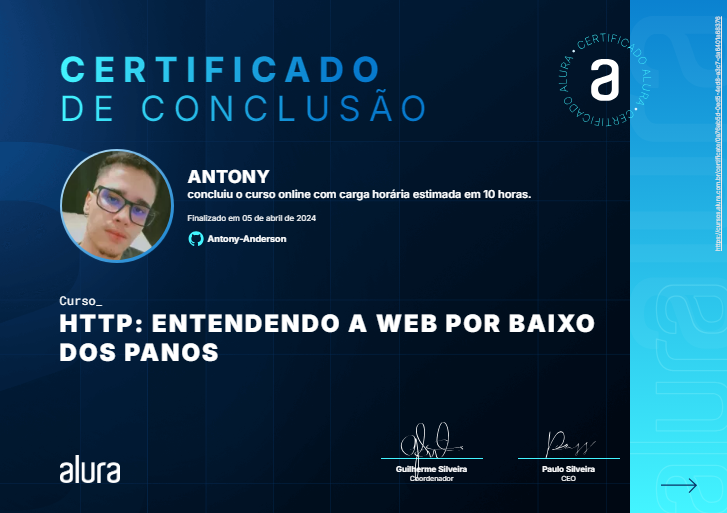 CERTIFICADO
DE CONCLUSÃO
CERTIFICADO ALURA • CERTIFICADO ALURA •
a
ANTONY
concluiu o curso online com carga horária estimada em 10 horas.
Finalizado em 05 de abril de 2024
Antony-Anderson
Curso_
HTTP: ENTENDENDO A WEB POR BAIXO
DOS PANOS
alura
Guilherme Silveira
Coordenador
Paulo Silveira
CEO
alura